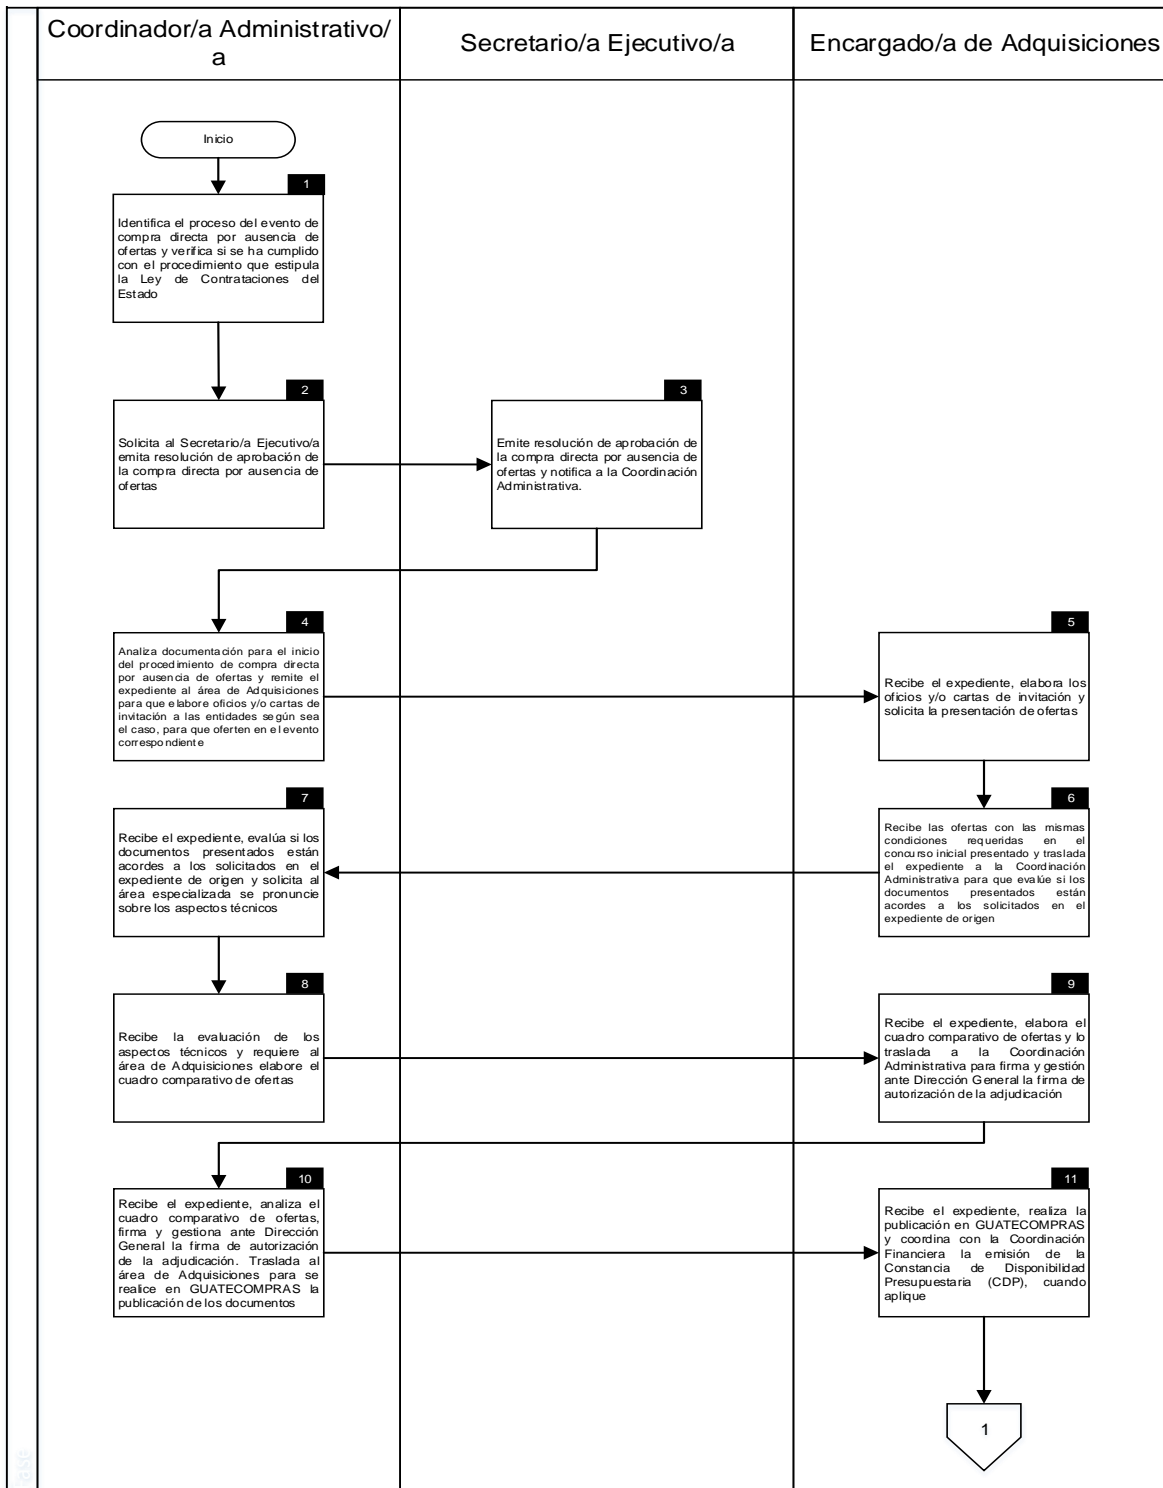 Coordinador/a Administrativo/
a
Secretario/a Ejecutivo/a
Encargado/a de Adquisiciones
Inicio
1
Identifica el proceso del evento de
compra directa por ausencia de
ofertas y verifica si se ha cumplido
con el procedimiento que estipula
la Ley de Contrataciones del
Estado
2
Solicita al Secretario/a Ejecutivo/a
emita resolución de aprobación de
la compra directa por ausencia de
ofertas
3
Emite resolución de aprobación de
la compra directa por ausencia de
ofertas y notifica a la Coordinación
Administrativa.
4
Analiza documentación para el inicio
del procedimiento de compra directa
por ausencia de ofertas y remite el
expediente al área de Adquisiciones
para que elabore oficios y/o cartas de
invitación a las entidades según sea
el caso, para que oferten en el evento
correspondiente
5
Recibe el expediente, elabora los
oficios y/o cartas de invitación y
solicita la presentación de ofertas
6
Recibe las ofertas con las mismas
condiciones requeridas en el
concurso inicial presentado y traslada
el expediente a la Coordinación
Administrativa para que evalúe si los
documentos presentados están
acordes a los solicitados en el
expediente de origen
7
Recibe el expediente, evalúa si los
documentos presentados están
acordes a los solicitados en el
expediente de origen y solicita al
área especializada se pronuncie
sobre los aspectos técnicos
8
Recibe la evaluación de los
aspectos técnicos y requiere al
área de Adquisiciones elabore el
cuadro comparativo de ofertas
9
Recibe el expediente, elabora el
cuadro comparativo de ofertas y lo
traslada a la Coordinación
Administrativa para firma y gestión
ante Dirección General la firma de
autorización de la adjudicación
10
Recibe el expediente, analiza el
cuadro comparativo de ofertas,
firma y gestiona ante Dirección
General la firma de autorización
de la adjudicación. Traslada al
área de Adquisiciones para se
realice en GUATECOMPRAS la
publicación de los documentos
11
Recibe el expediente, realiza la
publicación en GUATECOMPRAS
y coordina con la Coordinación
Financiera la emisión de la
Constancia de Disponibilidad
Presupuestaria (CDP), cuando
aplique
1
Fase